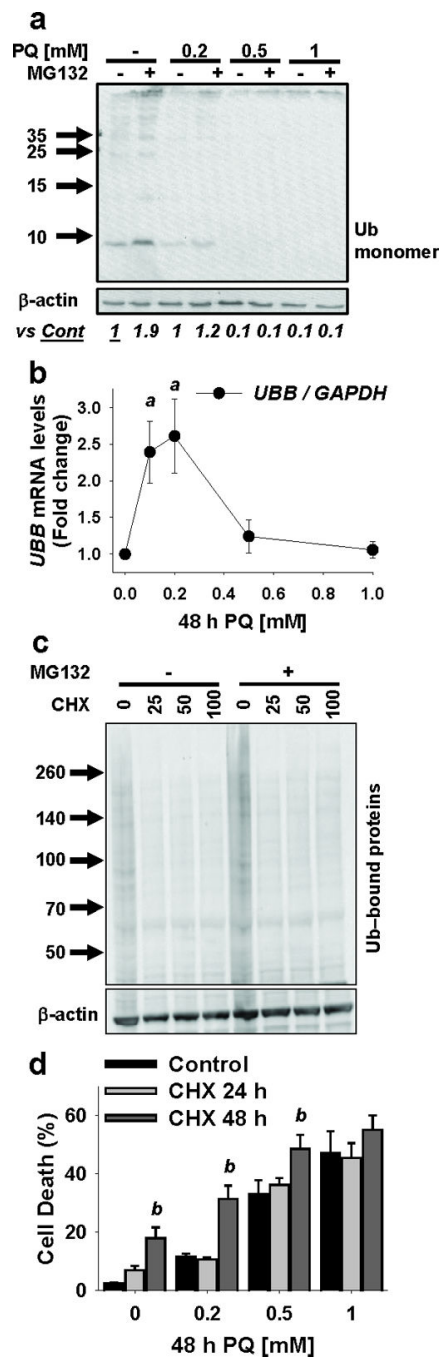 a
PQ [mM] - 0.2 0.5 1
MG132 - + - + - + - +
35
25
15
10
Ub monomer
β-actin
vs Cont 1 1.9 1 1.2 0.1 0.1 0.1 0.1
b
a a UBB / GAPDH
UBB mRNA levels (Fold change)
3.0
2.5
2.0
1.5
1.0
0.0 0.2 0.4 0.6 0.8 1.0
48 h PQ [mM]
c
MG132 - +
CHX 0 25 50 100 0 25 50 100
260
140
100
70
50
Ub-bound proteins
β-actin
d
Control
CHX 24 h
CHX 48 h
Cell Death (%)
60
40
20
0
b b b
0 0.2 0.5 1
48 h PQ [mM]